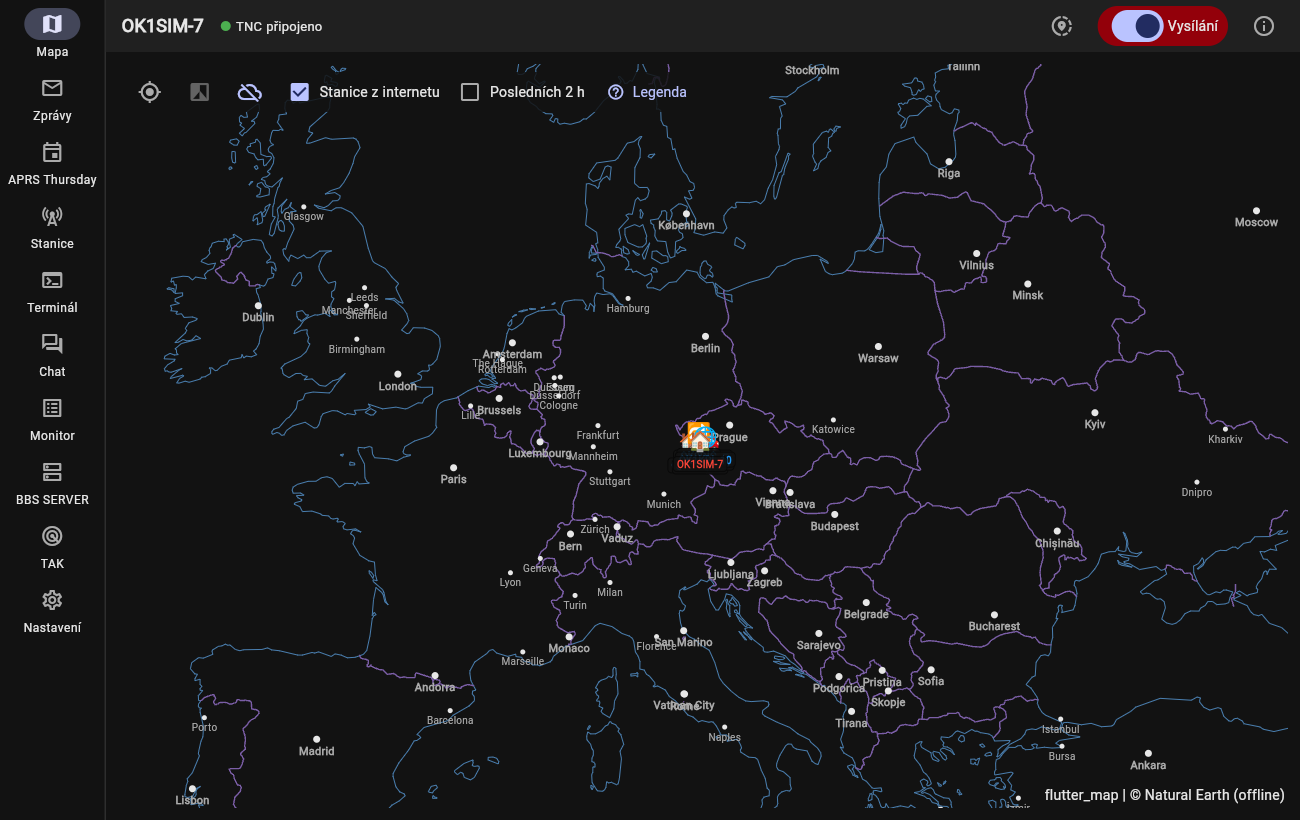 OK1SIM-7
TNC připojeno
Vysílání
Mapa
Zprávy
APRS Thursday
Stanice
Terminál
Chat
Monitor
BBS SERVER
TAK
Nastavení
Stanice z internetu
Posledních 2 h
Legenda
Stockholm
Tallinn
Riga
Moscow
Glasgow
København
Vilnius
Minsk
Leeds
Manchester
Sheffield
Dublin
Hamburg
Birmingham
Berlin
Amsterdam
The Hague
Rotterdam
Warsaw
London
Essen
Düsseldorf
Cologne
Lille
Brussels
Kyiv
Katowice
Frankfurt
Prague
Kharkiv
Luxembourg
Mannheim
OK1SIM-7
Paris
Stuttgart
Dnipro
Munich
Vienna
Bratislava
Budapest
Zürich
Vaduz
Bern
Chișinău
Geneva
Ljubljana
Zagreb
Lyon
Milan
Turin
Belgrade
Bucharest
Florence
San Marino
Sarajevo
Monaco
Marseille
Andorra
Podgorica
Pristina
Sofia
Skopje
Vatican City
Rome
Barcelona
Tirana
Porto
Istanbul
Naples
Madrid
Bursa
Ankara
Lisbon
Izmir
flutter_map | © Natural Earth (offline)